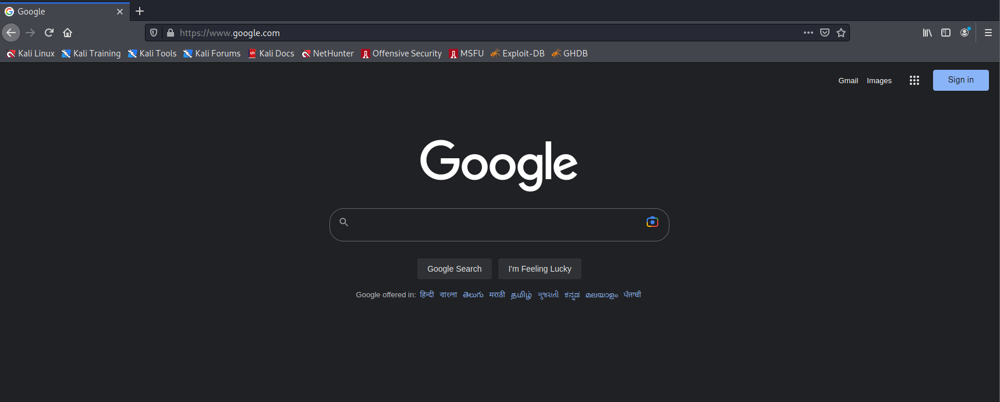 Google
https://www.google.com
Kali Linux Kali Training Kali Tools Kali Forums Kali Docs NetHunter Offensive Security MSFU Exploit-DB GHDB
Gmail Images Sign in
Google
Google Search I'm Feeling Lucky
Google offered in: हिन्दी বাংলা తెలుగు मराठी தமிழ் ગુજરાતી ಕನ್ನಡ മലയാളം ਪੰਜਾਬੀ